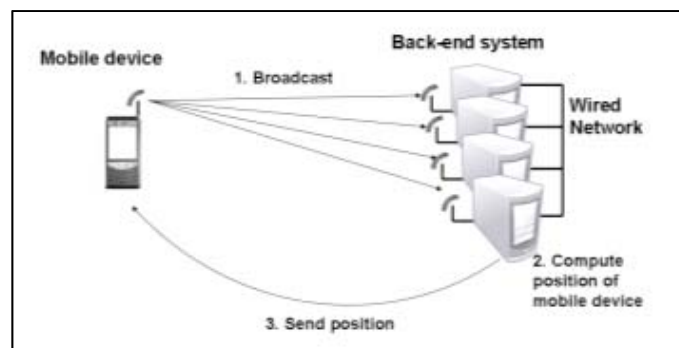 Back-end system
Mobile device
1. Broadcast
Wired
Network
2. Compute
position of
mobile device
3. Send position